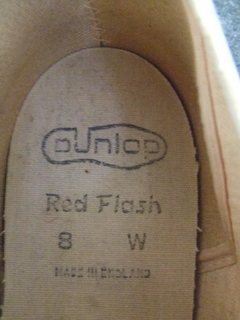 DUnlop
Red Flash
8 W
MADE IN ENGLAND